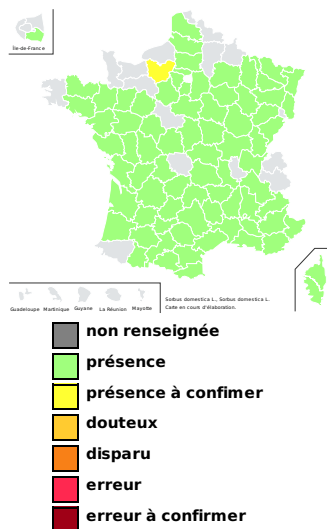 Île-de-France
Guadeloupe Martinique Guyane La Réunion Mayotte
Sorbus domestica L., Sorbus domestica L.
Carte en cours d'élaboration.
non renseignée
présence
présence à confimer
douteux
disparu
erreur
erreur à confirmer